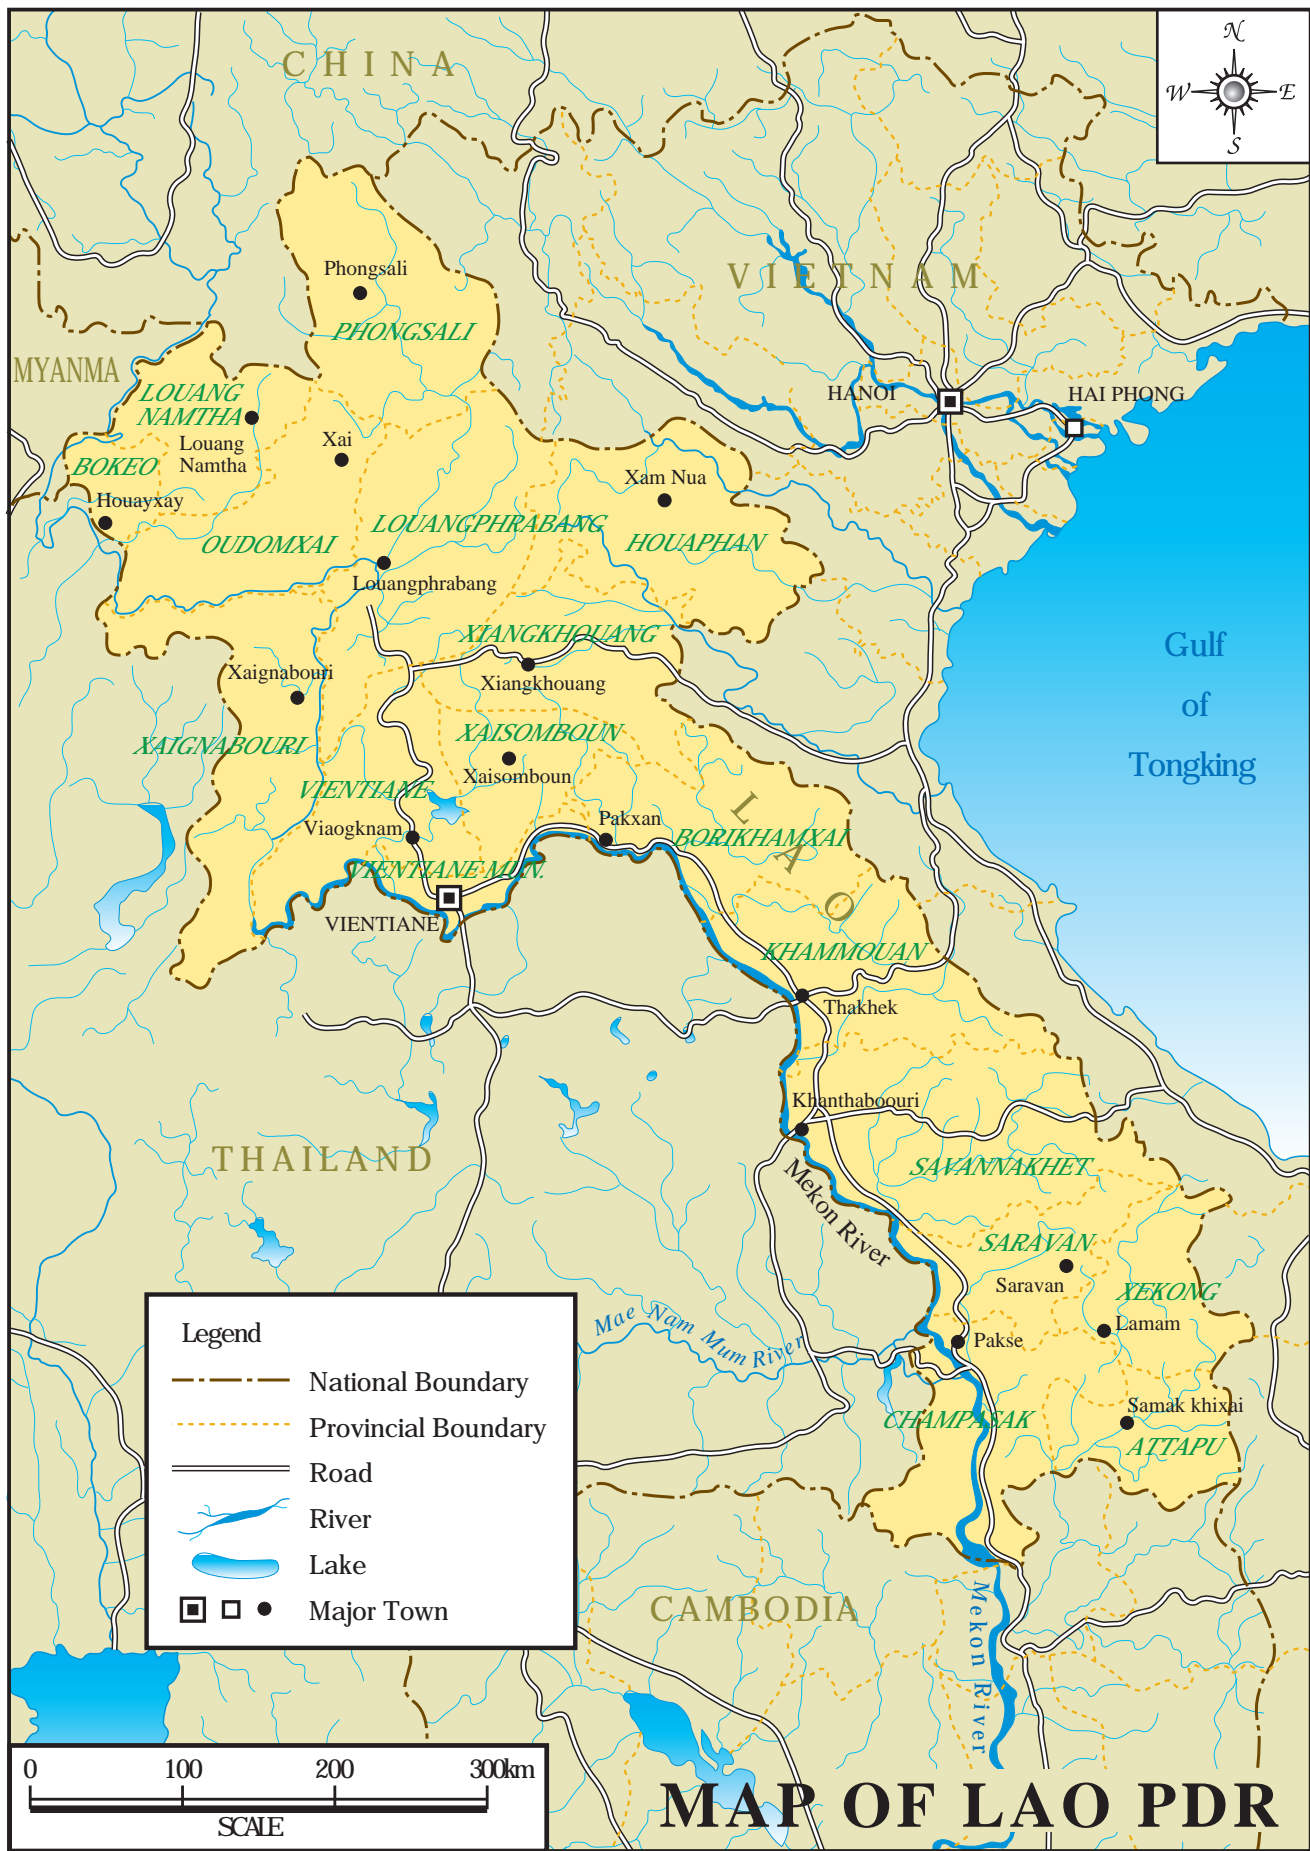 N
W
E
S
CHINA
VIETNAM
MYANMA
Phongsali
PHONGSALI
LOUANG
NAMTHA
Louang
Namtha
Xai
BOKEO
Houayxay
OUDOMXAI
LOUANGPHRABANG
Louangphrabang
Xam Nua
HOUAPHAN
HANOI
HAI PHONG
Gulf
of
Tongking
XIANGKHOUANG
Xiangkhouang
Xaignabouri
XAIGNABOURI
XAISOMBOUN
Xaisomboun
VIENTIANE
Viaogknam
Pakxan
BORIKHAMXAI
LAO
VIENTIANE MUN.
VIENTIANE
KHAMMOUAN
Thakhek
Khanthaboouri
THAILAND
SAVANNAKHET
Mekon River
SARAVAN
Saravan
XEKONG
Lamam
Mae Nam Mum River
Pakse
CHAMPASAK
Samak khixai
ATTAPU
Legend
National Boundary
Provincial Boundary
Road
River
Lake
Major Town
CAMBODIA
Mekon River
0 100 200 300km
SCALE
MAP OF LAO PDR